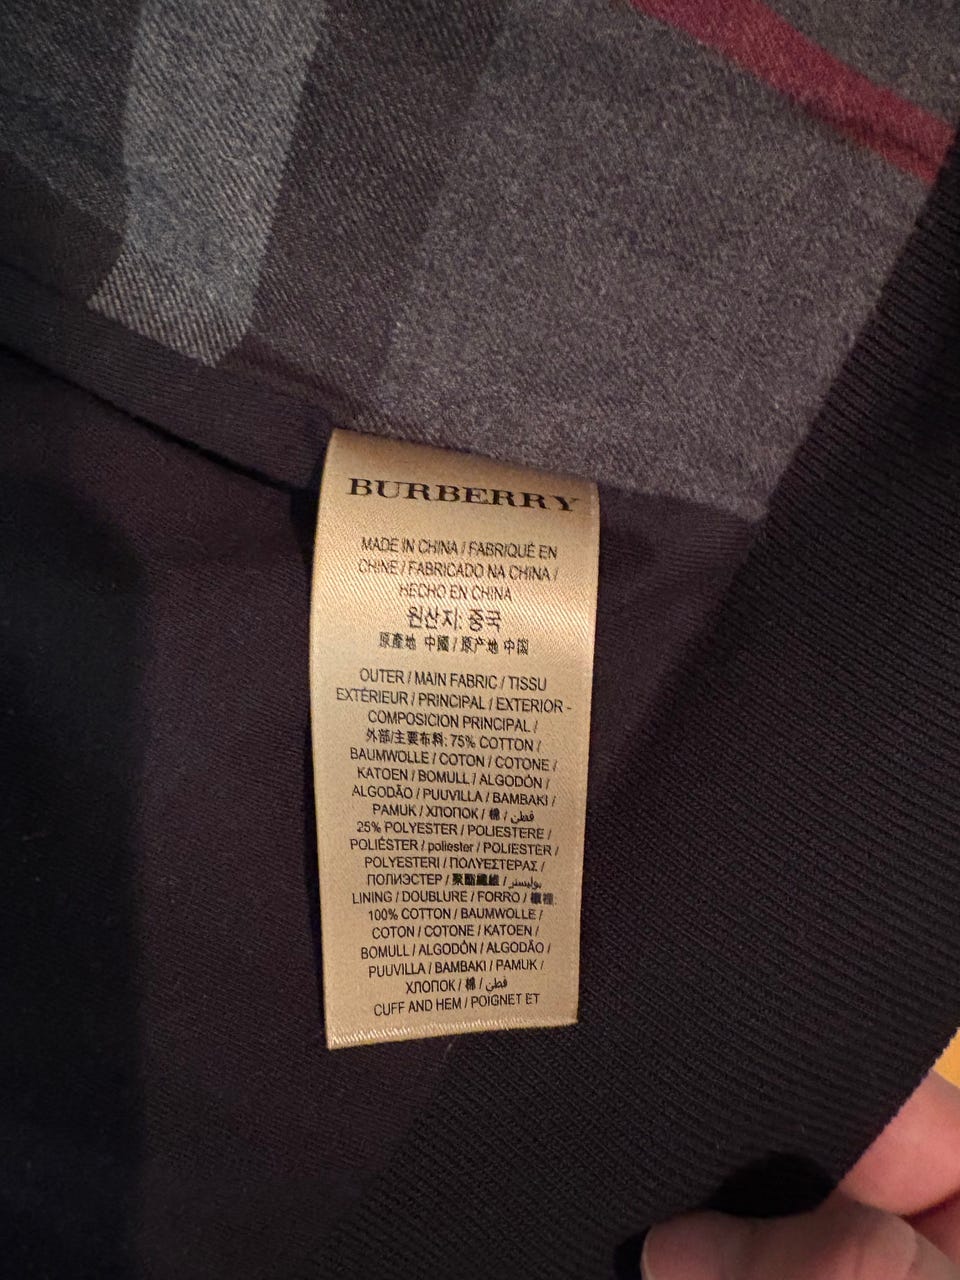 BURBERRY
MADE IN CHINA / FABRIQUÉ EN
CHINE / FABRICADO NA CHINA /
HECHO EN CHINA
원산지: 중국
原產地 中國 / 原产地 中国
OUTER / MAIN FABRIC / TISSU
EXTÉRIEUR / PRINCIPAL / EXTERIOR -
COMPOSICION PRINCIPAL /
外部/主要布料: 75% COTTON /
BAUMWOLLE / COTON / COTONE /
KATOEN / BOMULL / ALGODÓN /
ALGODÃO / PUUVILLA / BAMBAKI /
PAMUK / ХЛОПОК / 棉 / قطن
25% POLYESTER / POLIESTERE /
POLIÉSTER / poliester / POLIESTER /
POLYESTERI / ΠΟΛΥΕΣΤΕΡΑΣ /
ПОЛИЭСТЕР / 聚酯纖維 / بوليستر
LINING / DOUBLURE / FORRO / 襯裡:
100% COTTON / BAUMWOLLE /
COTON / COTONE / KATOEN /
BOMULL / ALGODÓN / ALGODÃO /
PUUVILLA / BAMBAKI / PAMUK /
ХЛОПОК / 棉 / قطن
CUFF AND HEM / POIGNET ET